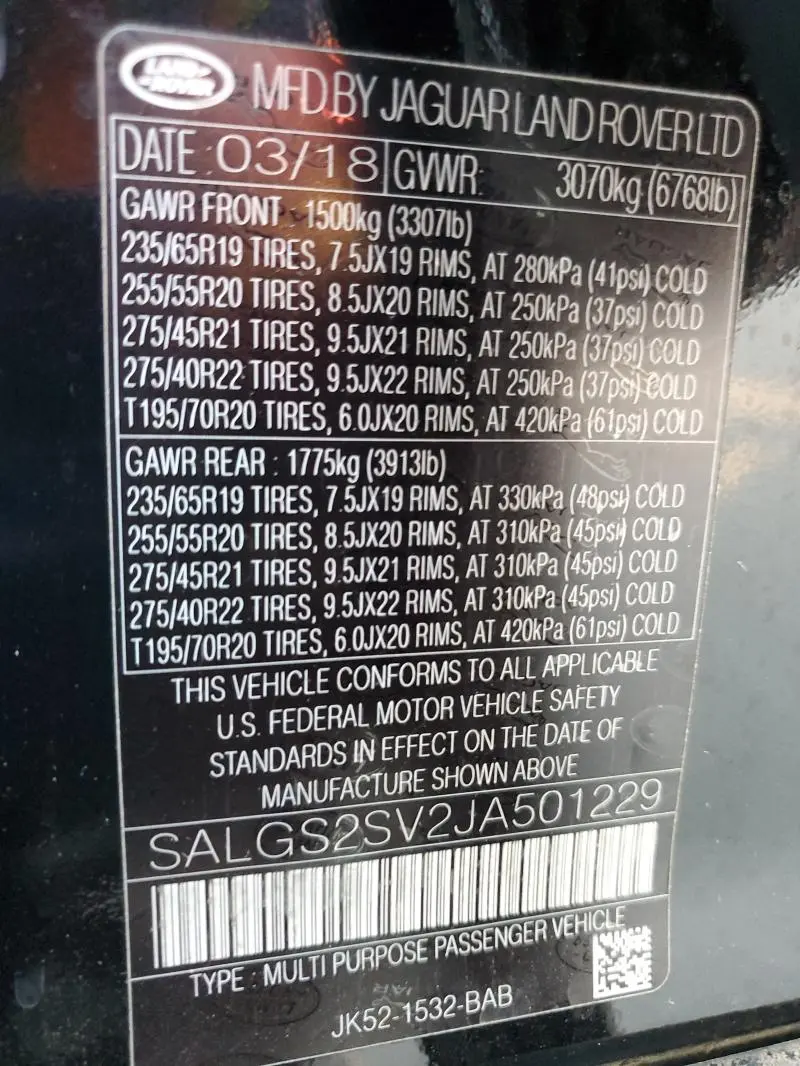 LAND ROVER
MFD BY JAGUAR LAND ROVER LTD
DATE : 03/18 GVWR : 3070kg (6768lb)
GAWR FRONT : 1500kg (3307lb)
235/65R19 TIRES, 7.5JX19 RIMS, AT 280kPa (41psi) COLD
255/55R20 TIRES, 8.5JX20 RIMS, AT 250kPa (37psi) COLD
275/45R21 TIRES, 9.5JX21 RIMS, AT 250kPa (37psi) COLD
275/40R22 TIRES, 9.5JX22 RIMS, AT 250kPa (37psi) COLD
T195/70R20 TIRES, 6.0JX20 RIMS, AT 420kPa (61psi) COLD
GAWR REAR : 1775kg (3913lb)
235/65R19 TIRES, 7.5JX19 RIMS, AT 330kPa (48psi) COLD
255/55R20 TIRES, 8.5JX20 RIMS, AT 310kPa (45psi) COLD
275/45R21 TIRES, 9.5JX21 RIMS, AT 310kPa (45psi) COLD
275/40R22 TIRES, 9.5JX22 RIMS, AT 310kPa (45psi) COLD
T195/70R20 TIRES, 6.0JX20 RIMS, AT 420kPa (61psi) COLD
THIS VEHICLE CONFORMS TO ALL APPLICABLE
U.S. FEDERAL MOTOR VEHICLE SAFETY
STANDARDS IN EFFECT ON THE DATE OF
MANUFACTURE SHOWN ABOVE
SALGS2SV2JA501229
TYPE : MULTI PURPOSE PASSENGER VEHICLE
JK52-1532-BAB